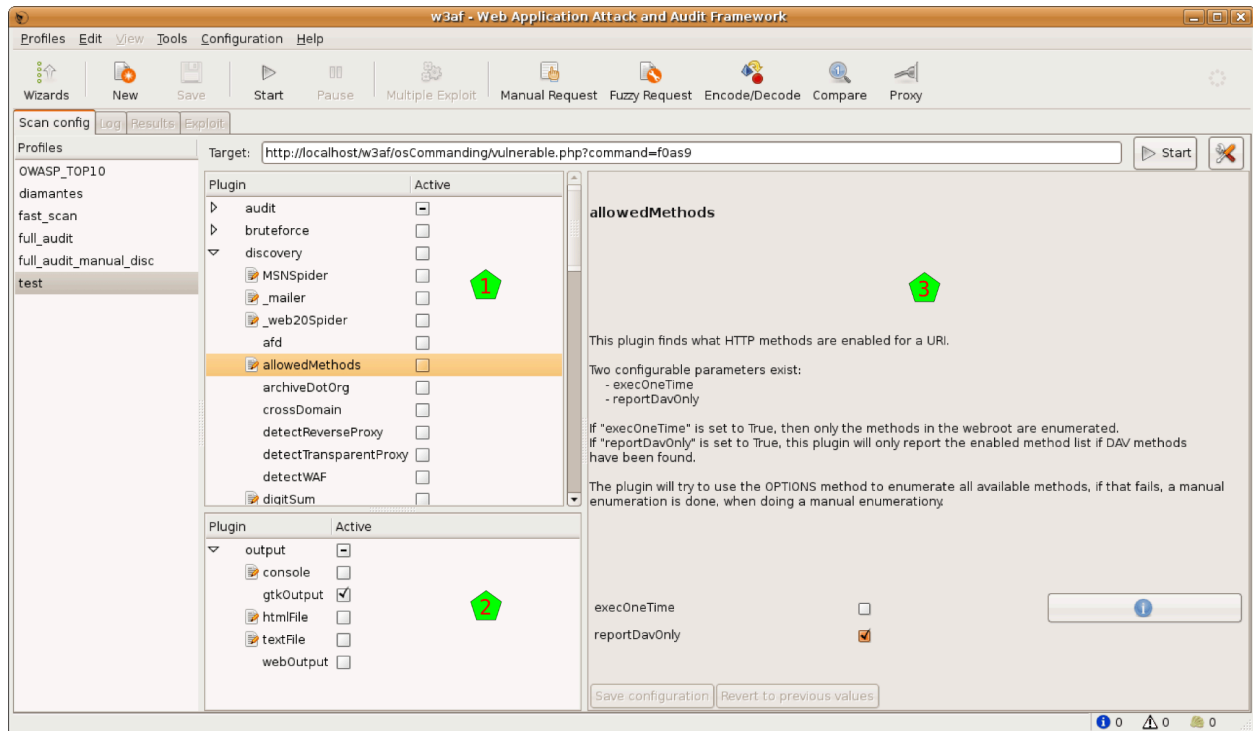 w3af - Web Application Attack and Audit Framework
Profiles Edit View Tools Configuration Help
Wizards New Save Start Pause Multiple Exploit Manual Request Fuzzy Request Encode/Decode Compare Proxy
Scan config Log Results Exploit
Profiles
OWASP_TOP10
diamantes
fast_scan
full_audit
full_audit_manual_disc
test
Target: http://localhost/w3af/osCommanding/vulnerable.php?command=f0as9 Start
Plugin Active
audit
bruteforce
discovery
MSNSpider
_mailer
_web20Spider
afd
allowedMethods
archiveDotOrg
crossDomain
detectReverseProxy
detectTransparentProxy
detectWAF
digitSum
1
Plugin Active
output
console
gtkOutput
htmlFile
textFile
webOutput
2
allowedMethods
3
This plugin finds what HTTP methods are enabled for a URI.
Two configurable parameters exist:
- execOneTime
- reportDavOnly
If "execOneTime" is set to True, then only the methods in the webroot are enumerated.
If "reportDavOnly" is set to True, this plugin will only report the enabled method list if DAV methods
have been found.
The plugin will try to use the OPTIONS method to enumerate all available methods, if that fails, a manual
enumeration is done, when doing a manual enumerationy.
execOneTime
reportDavOnly
Save configuration Revert to previous values
0 0 0